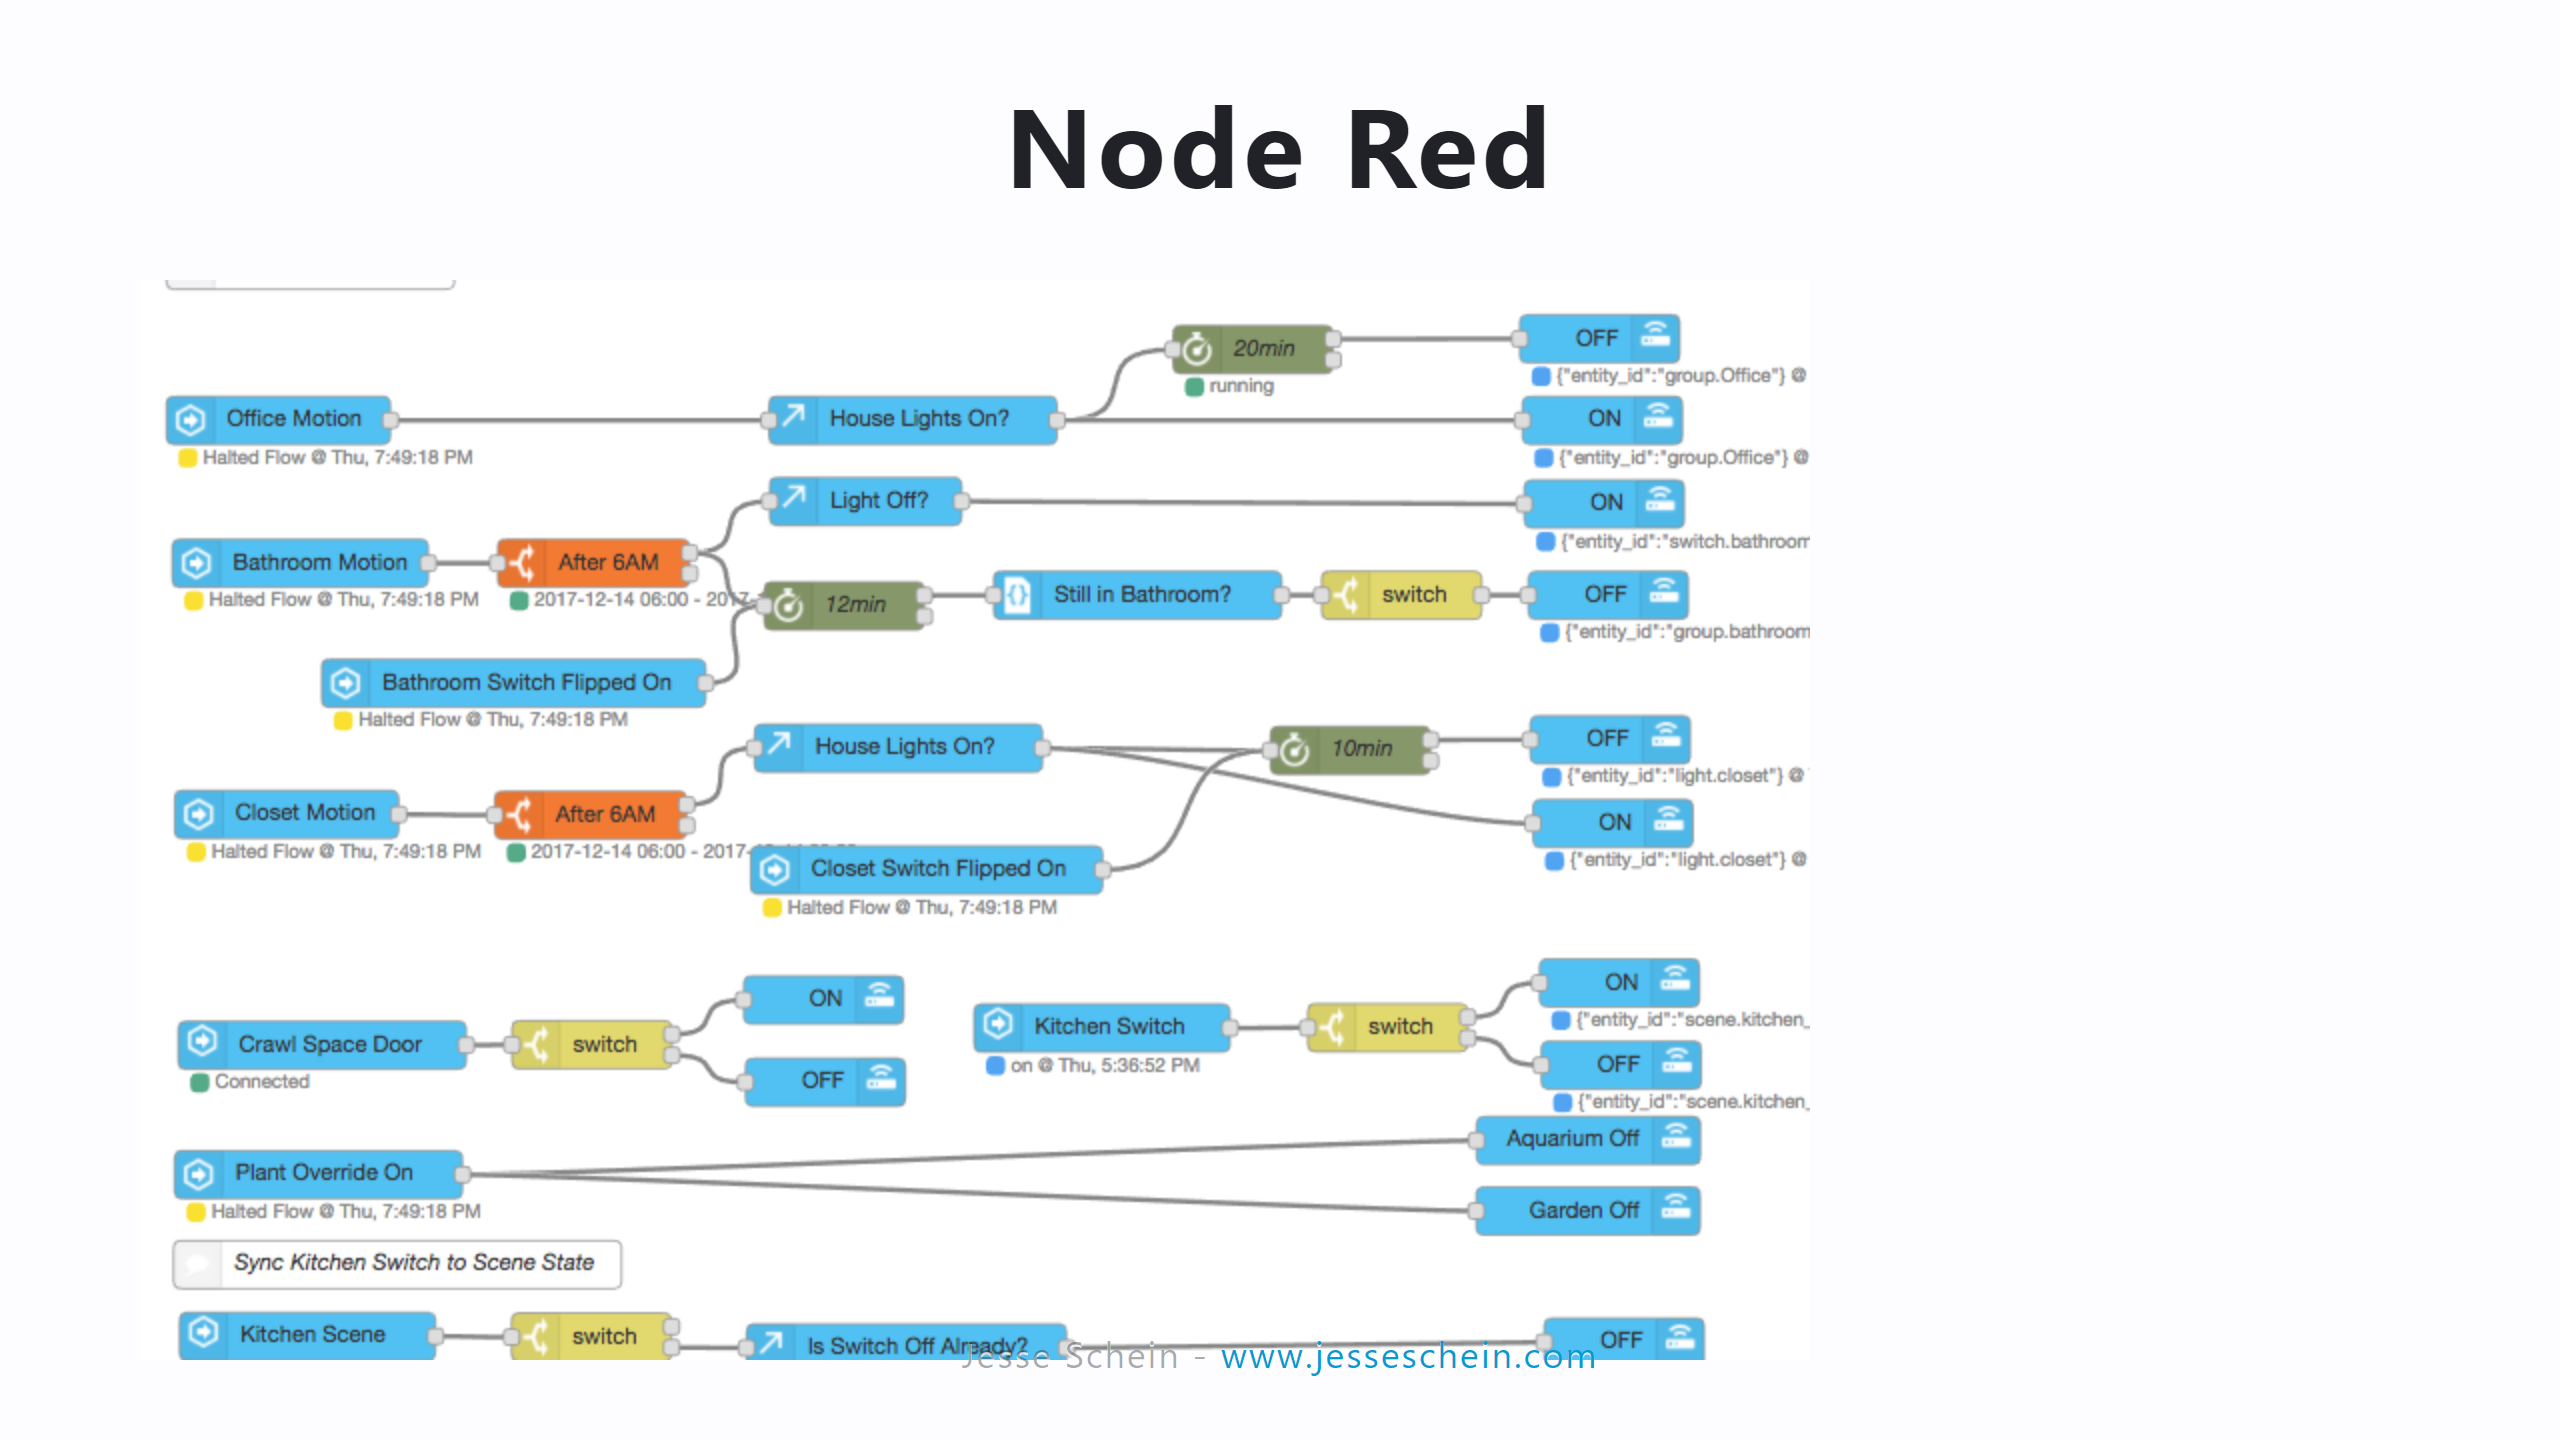 Node Red
20min
OFF
running
{"entity_id":"group.Office"} @
Office Motion
House Lights On?
ON
Halted Flow @ Thu, 7:49:18 PM
{"entity_id":"group.Office"} @
Light Off?
ON
{"entity_id":"switch.bathroom
Bathroom Motion
After 6AM
Halted Flow @ Thu, 7:49:18 PM
2017-12-14 06:00 - 2017-
12min
Still in Bathroom?
switch
OFF
{"entity_id":"group.bathroom
Bathroom Switch Flipped On
Halted Flow @ Thu, 7:49:18 PM
House Lights On?
10min
OFF
{"entity_id":"light.closet"} @
Closet Motion
After 6AM
ON
Halted Flow @ Thu, 7:49:18 PM
2017-12-14 06:00 - 2017-
{"entity_id":"light.closet"} @
Closet Switch Flipped On
Halted Flow @ Thu, 7:49:18 PM
ON
Crawl Space Door
switch
OFF
Connected
Kitchen Switch
switch
ON
{"entity_id":"scene.kitchen_
on @ Thu, 5:36:52 PM
OFF
{"entity_id":"scene.kitchen_
Plant Override On
Aquarium Off
Halted Flow @ Thu, 7:49:18 PM
Garden Off
Sync Kitchen Switch to Scene State
Kitchen Scene
switch
Is Switch Off Already?
OFF
Jesse Schein - www.jesseschein.com